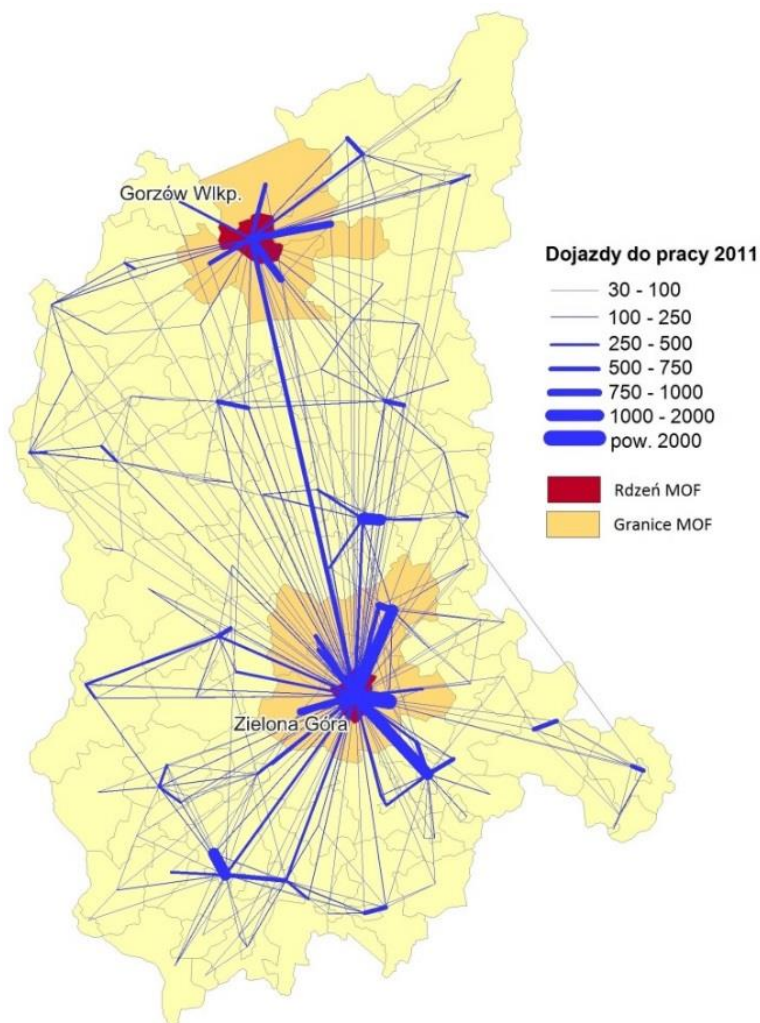 Gorzów Wlkp.
Dojazdy do pracy 2011
30 - 100
100 - 250
250 - 500
500 - 750
750 - 1000
1000 - 2000
pow. 2000
Rdzeń MOF
Granice MOF
Zielona Góra